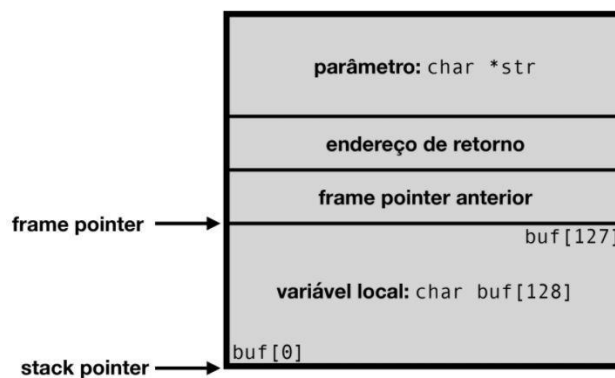 parâmetro: char *str
endereço de retorno
frame pointer anterior
frame pointer
buf[127]
variável local: char buf[128]
buf[0]
stack pointer